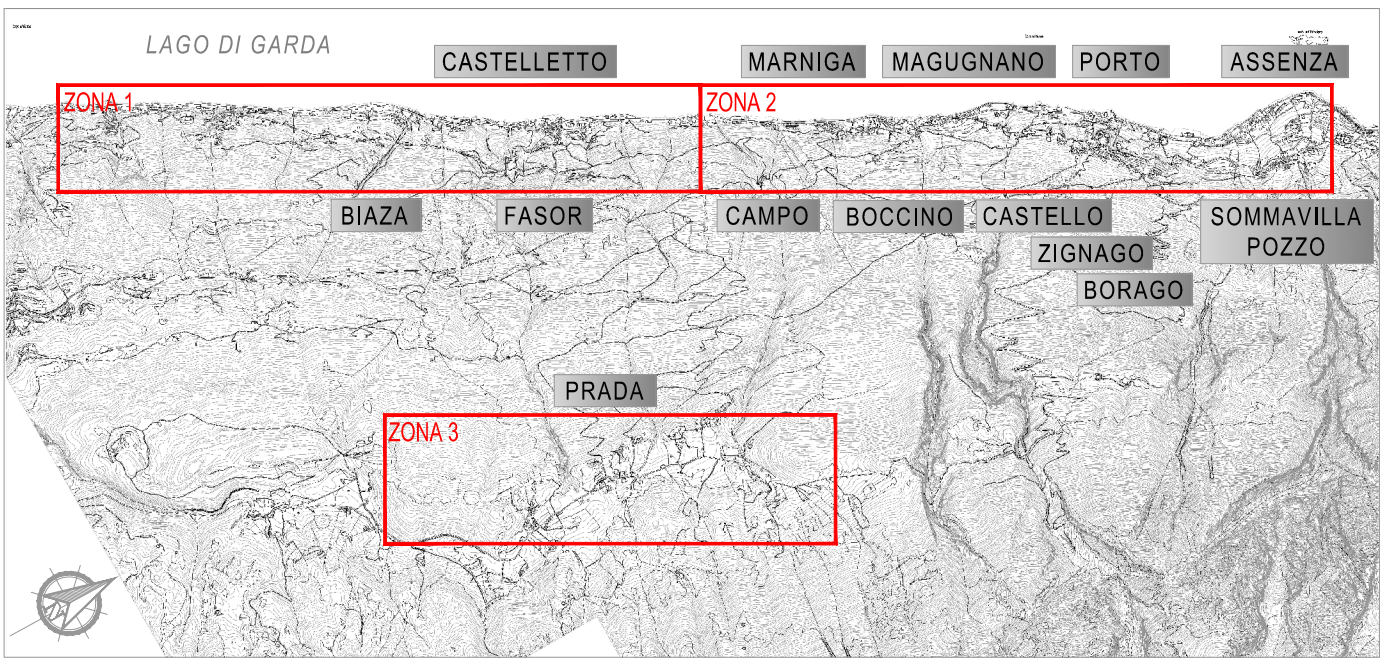 LAGO DI GARDA
CASTELLETTO
MARNIGA
MAGUGNANO
PORTO
ASSENZA
ZONA 1
ZONA 2
BIAZA
FASOR
CAMPO
BOCCINO
CASTELLO
SOMMAVILLA
POZZO
ZIGNAGO
BORAGO
PRADA
ZONA 3